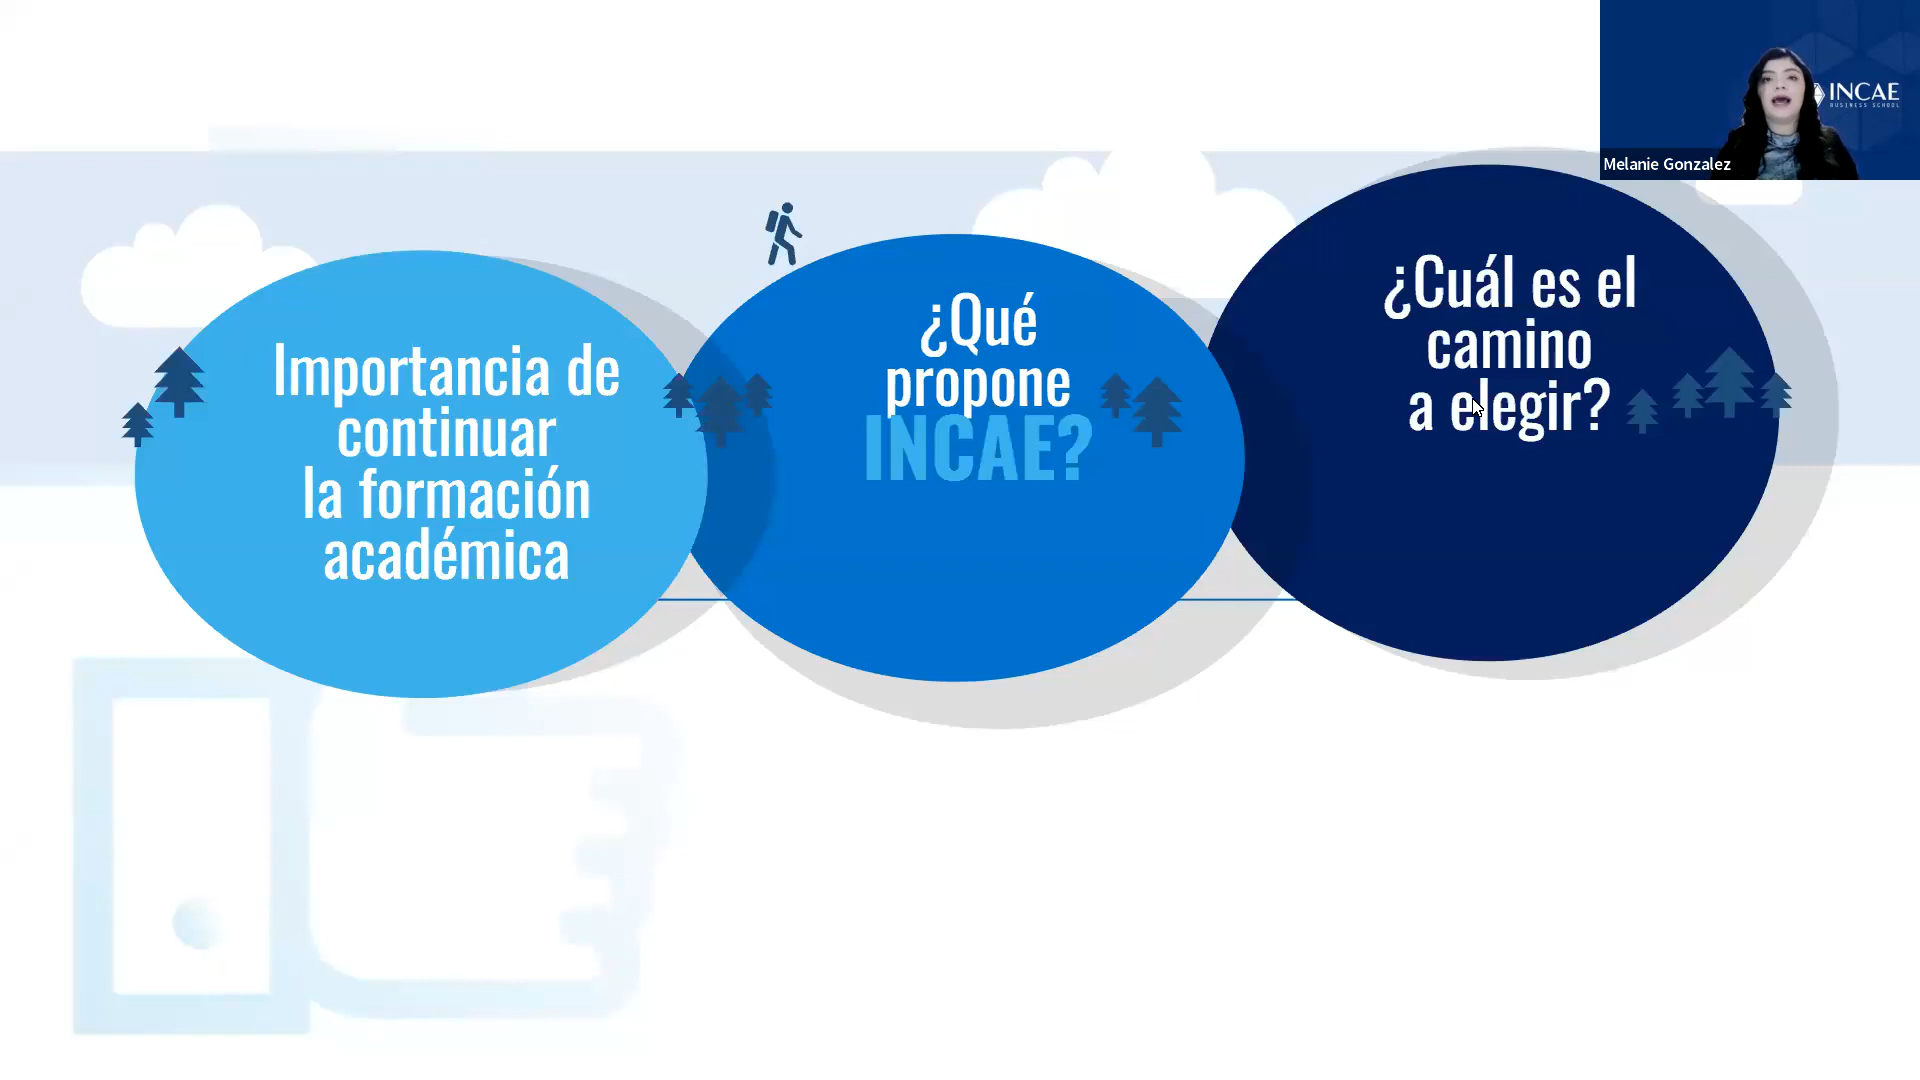 INCAE
BUSINESS SCHOOL
Melanie Gonzalez
Importancia de
continuar
la formación
académica
¿Qué
propone
INCAE?
¿Cuál es el
camino
a elegir?